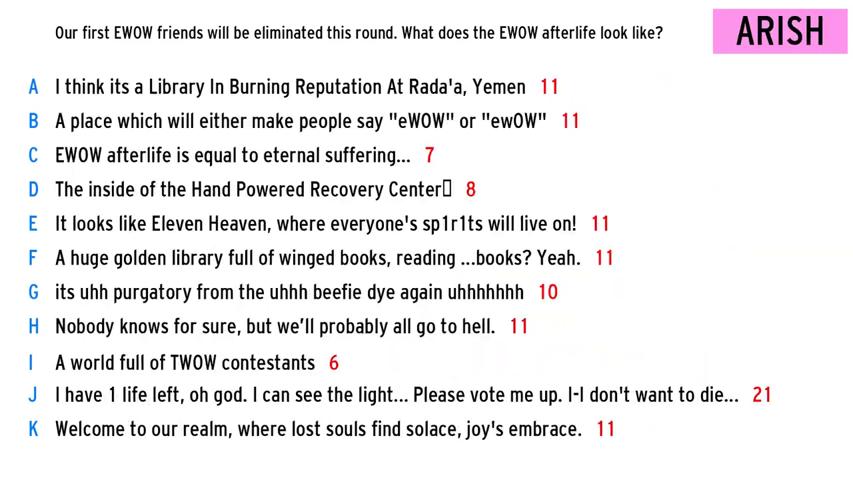 Our first EWOW friends will be eliminated this round. What does the EWOW afterlife look like?
ARISH
A I think its a Library In Burning Reputation At Rada'a, Yemen 11
B A place which will either make people say "eWOW" or "ewOW" 11
C EWOW afterlife is equal to eternal suffering... 7
D The inside of the Hand Powered Recovery Center▯ 8
E It looks like Eleven Heaven, where everyone's sp1r1ts will live on! 11
F A huge golden library full of winged books, reading ...books? Yeah. 11
G its uhh purgatory from the uhhh beefie dye again uhhhhhhh 10
H Nobody knows for sure, but we'll probably all go to hell. 11
I A world full of TWOW contestants 6
J I have 1 life left, oh god. I can see the light... Please vote me up. I-I don't want to die... 21
K Welcome to our realm, where lost souls find solace, joy's embrace. 11